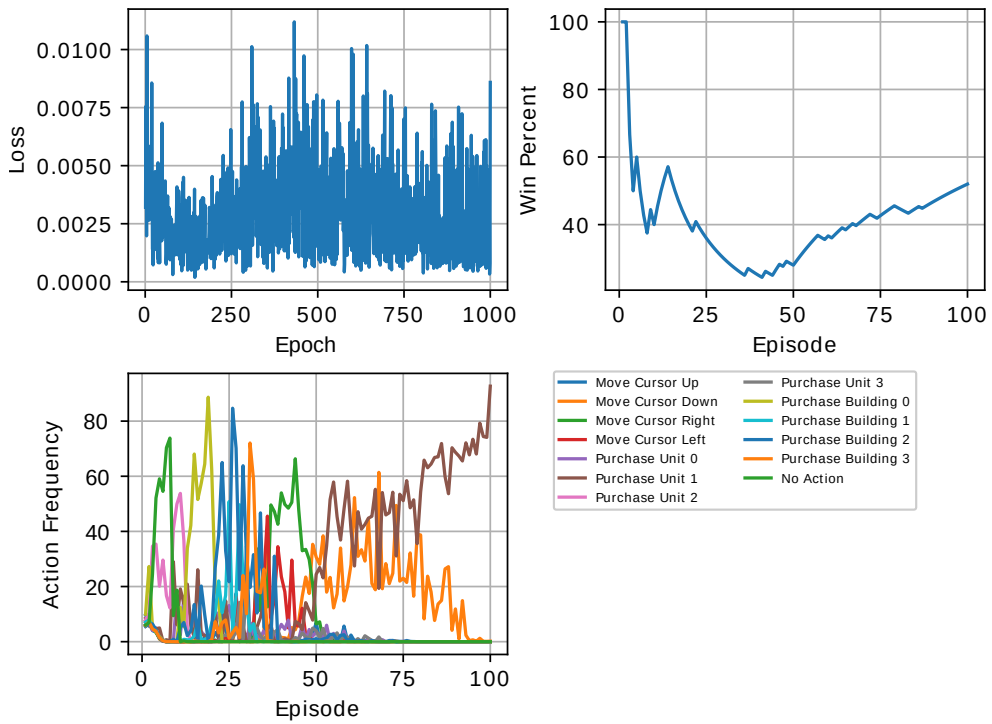 0.0100
0.0075
0.0050
0.0025
0.0000
Loss
0 250 500 750 1000
Epoch
100
80
60
40
Win Percent
0 25 50 75 100
Episode
80
60
40
20
0
Action Frequency
0 25 50 75 100
Episode
Move Cursor Up
Move Cursor Down
Move Cursor Right
Move Cursor Left
Purchase Unit 0
Purchase Unit 1
Purchase Unit 2
Purchase Unit 3
Purchase Building 0
Purchase Building 1
Purchase Building 2
Purchase Building 3
No Action